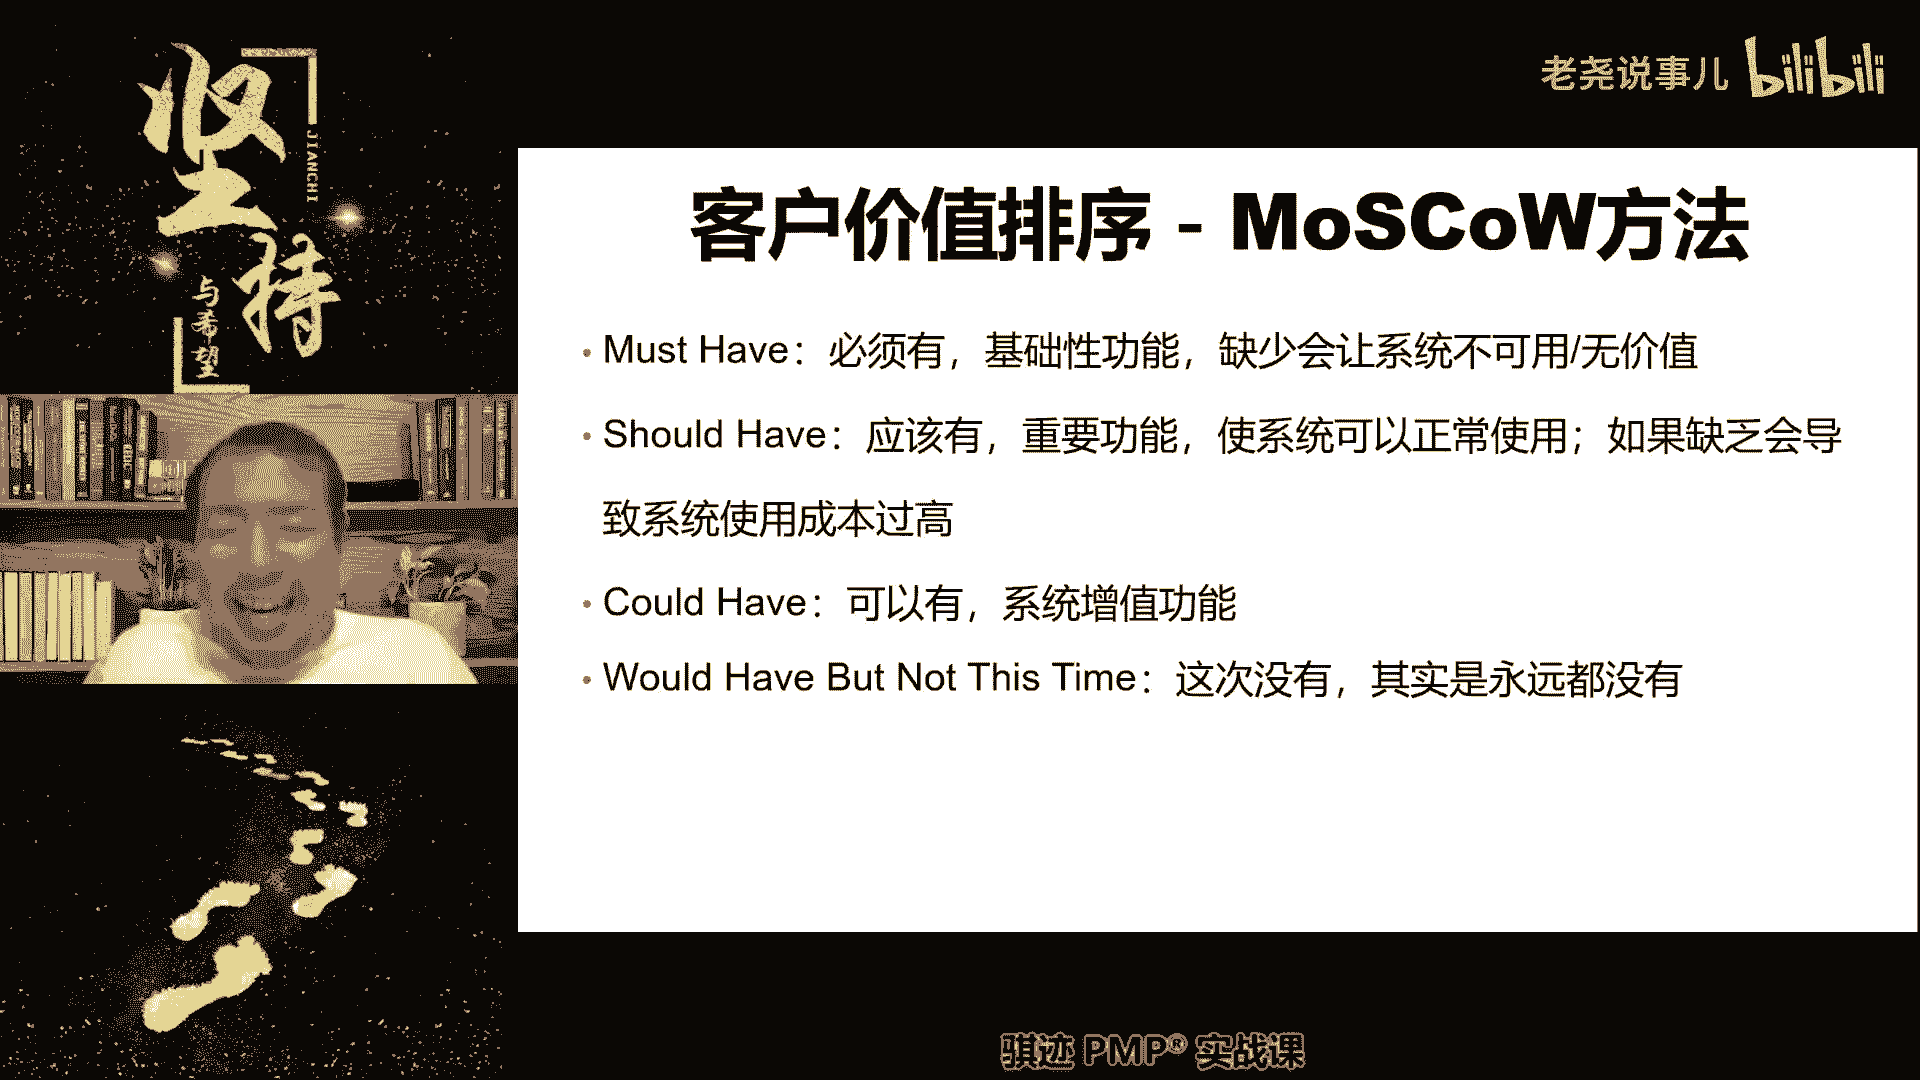 坚持
JIANCHI
与希望
老尧说事儿 bilibili
客户价值排序 - MoSCoW方法
• Must Have：必须有，基础性功能，缺少会让系统不可用/无价值
• Should Have：应该有，重要功能，使系统可以正常使用；如果缺乏会导
致系统使用成本过高
• Could Have：可以有，系统增值功能
• Would Have But Not This Time：这次没有，其实是永远都没有
骐迹 PMP® 实战课